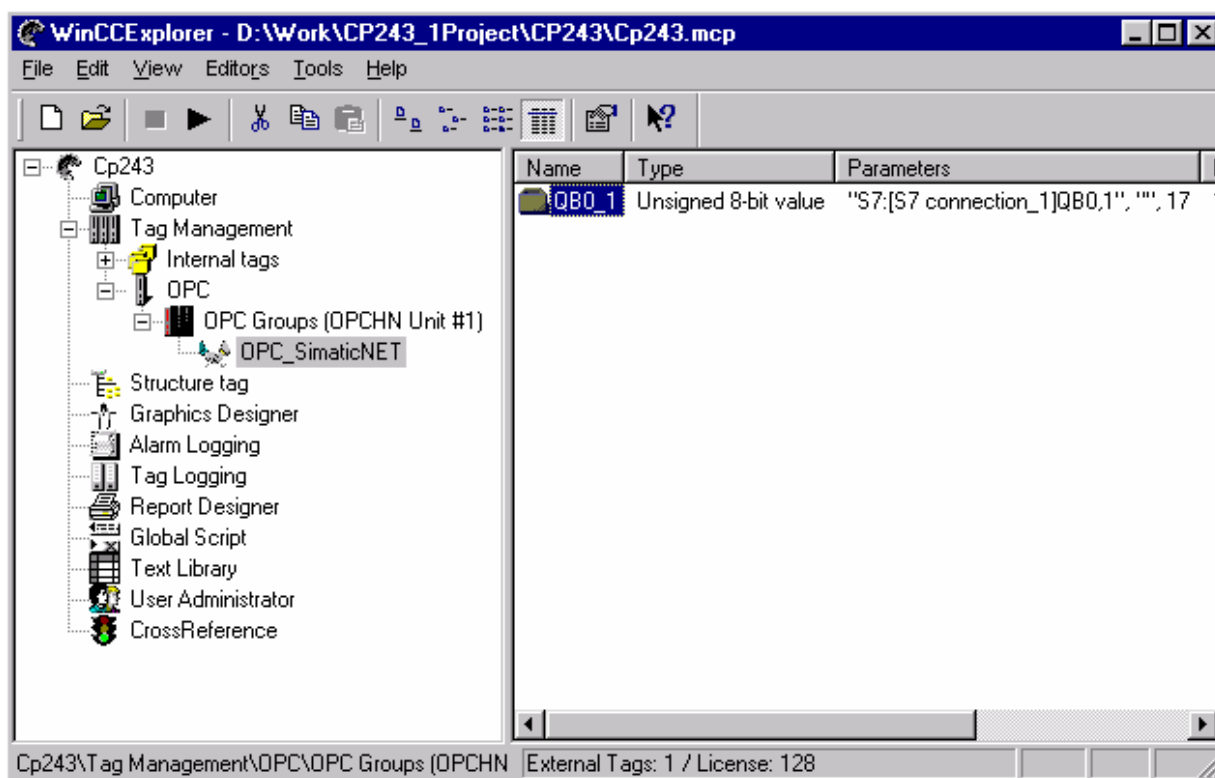 WinCCExplorer - D:\Work\CP243_1Project\CP243\Cp243.mcp
File Edit View Editors Tools Help
Cp243
Computer
Tag Management
Internal tags
OPC
OPC Groups (OPCHN Unit #1)
OPC_SimaticNET
Structure tag
Graphics Designer
Alarm Logging
Tag Logging
Report Designer
Global Script
Text Library
User Administrator
CrossReference
Name Type Parameters
QB0_1 Unsigned 8-bit value "S7:[S7 connection_1]QB0,1", "", 17
Cp243\Tag Management\OPC\OPC Groups (OPCHN External Tags: 1 / License: 128